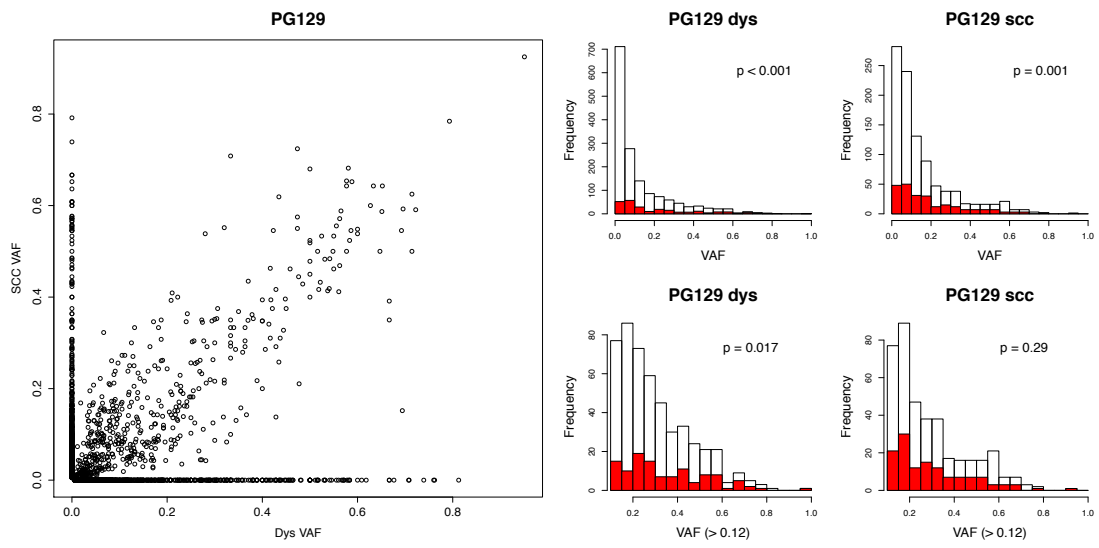 PG129
0.8
0.6
0.4
0.2
0.0
SCC VAF
0.0 0.2 0.4 0.6 0.8
Dys VAF
PG129 dys
700
600
500
400
300
200
100
0
Frequency
p < 0.001
0.0 0.2 0.4 0.6 0.8 1.0
VAF
PG129 scc
250
200
150
100
50
0
Frequency
p = 0.001
0.0 0.2 0.4 0.6 0.8 1.0
VAF
PG129 dys
80
60
40
20
0
Frequency
p = 0.017
0.2 0.4 0.6 0.8 1.0
VAF (> 0.12)
PG129 scc
80
60
40
20
0
Frequency
p = 0.29
0.2 0.4 0.6 0.8 1.0
VAF (> 0.12)